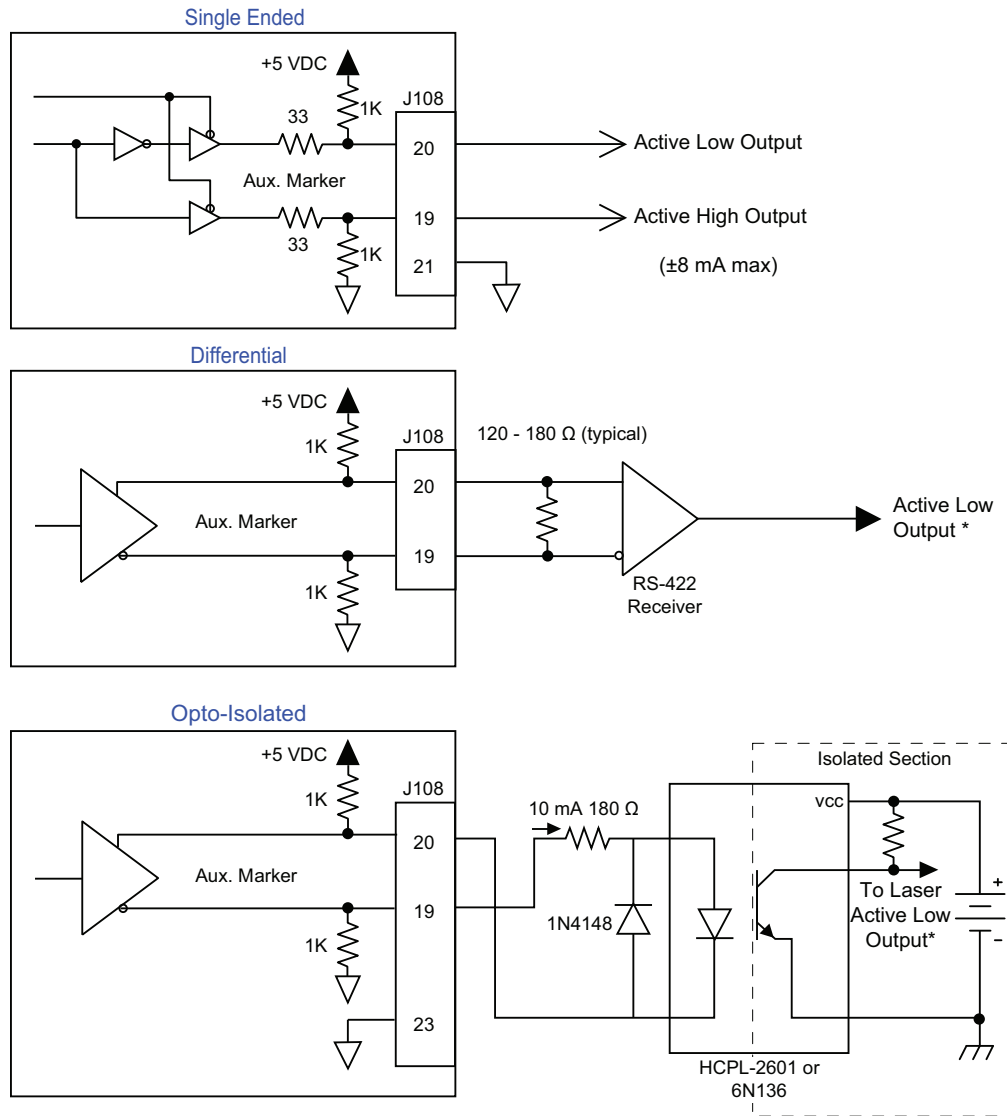 Single Ended
+5 VDC
J108
1K
33
20
Active Low Output
Aux. Marker
19
Active High Output
33
1K
21
(±8 mA max)
Differential
+5 VDC
J108
120 - 180 Ω (typical)
1K
20
Aux. Marker
Active Low
Output *
19
1K
RS-422
Receiver
Opto-Isolated
+5 VDC
J108
Isolated Section
1K
10 mA 180 Ω
vcc
20
Aux. Marker
To Laser
Active Low
Output*
+
-
19
1N4148
1K
23
HCPL-2601 or
6N136